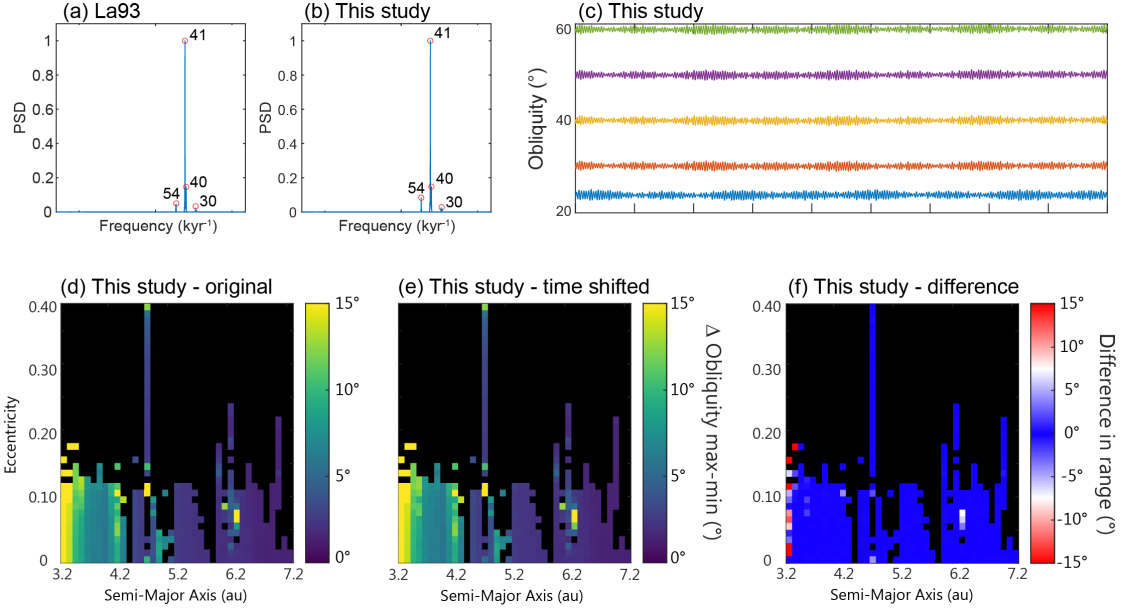 (a) La93
(b) This study
(c) This study
1
0.8
0.6
0.4
0.2
0
PSD
41
40
54
30
Frequency (kyr⁻¹)
1
0.8
0.6
0.4
0.2
0
PSD
41
40
54
30
Frequency (kyr⁻¹)
60
40
20
Obliquity (°)
(d) This study - original
(e) This study - time shifted
(f) This study - difference
0.40
0.30
0.20
0.10
0
Eccentricity
3.2 4.2 5.2 6.2 7.2
Semi-Major Axis (au)
15°
10°
5°
0°
0.40
0.30
0.20
0.10
0
3.2 4.2 5.2 6.2 7.2
Semi-Major Axis (au)
15°
10°
5°
0°
Δ Obliquity max-min (°)
0.40
0.30
0.20
0.10
0
3.2 4.2 5.2 6.2 7.2
Semi-Major Axis (au)
15°
10°
5°
0°
-5°
-10°
-15°
Difference in range (°)